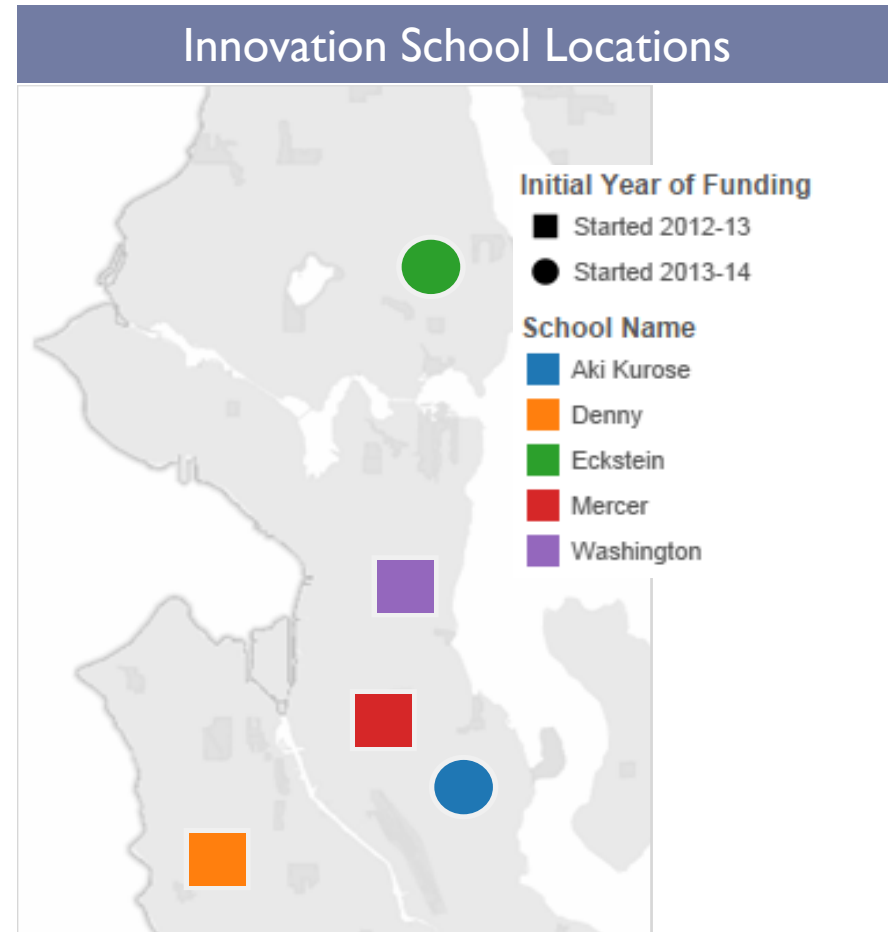 Innovation School Locations
Initial Year of Funding
Started 2012-13
Started 2013-14
School Name
Aki Kurose
Denny
Eckstein
Mercer
Washington